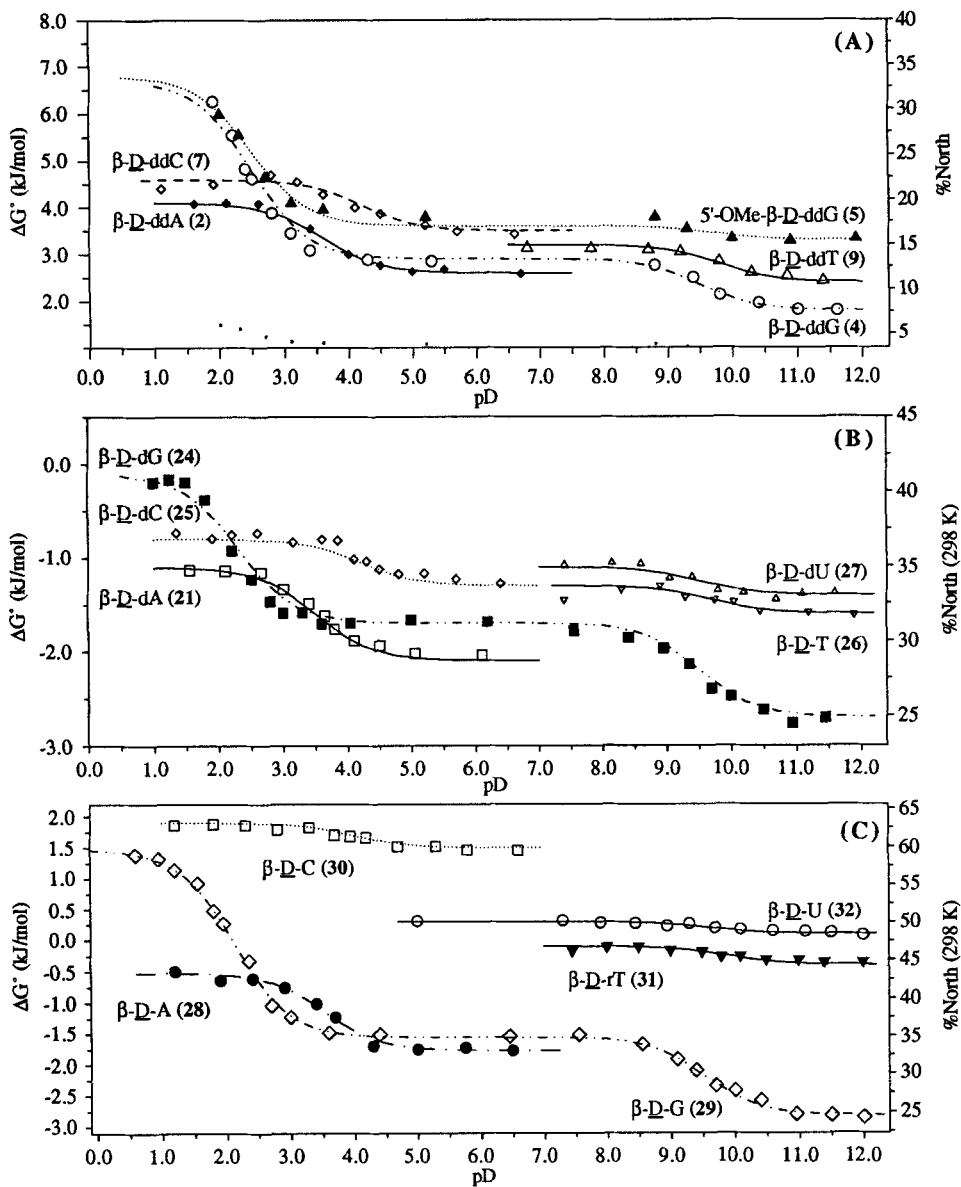 (A)
8.0
7.0
6.0
5.0
4.0
3.0
2.0
ΔG° (kJ/mol)
40
35
30
25
20
15
10
5
%North
β-D-ddC (7)
β-D-ddA (2)
5'-OMe-β-D-ddG (5)
β-D-ddT (9)
β-D-ddG (4)
0.0 1.0 2.0 3.0 4.0 5.0 6.0 7.0 8.0 9.0 10.0 11.0 12.0
pD
(B)
0.0
-1.0
-2.0
-3.0
ΔG° (kJ/mol)
45
40
35
30
25
%North (298 K)
β-D-dG (24)
β-D-dC (25)
β-D-dA (21)
β-D-dU (27)
β-D-T (26)
0.0 1.0 2.0 3.0 4.0 5.0 6.0 7.0 8.0 9.0 10.0 11.0 12.0
pD
(C)
2.0
1.5
1.0
0.5
0.0
-0.5
-1.0
-1.5
-2.0
-2.5
-3.0
ΔG° (kJ/mol)
65
60
55
50
45
40
35
30
25
%North (298 K)
β-D-C (30)
β-D-U (32)
β-D-rT (31)
β-D-A (28)
β-D-G (29)
0.0 1.0 2.0 3.0 4.0 5.0 6.0 7.0 8.0 9.0 10.0 11.0 12.0
pD